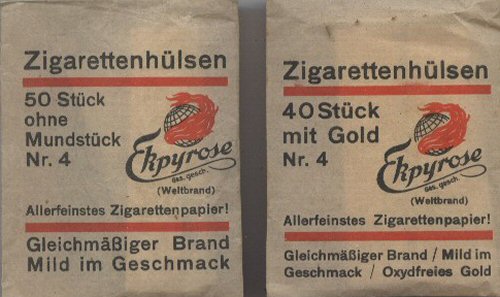 Zigarettenhülsen
50 Stück
ohne
Mundstück
Nr. 4
Ekpyrose
ges. gesch.
(Weltbrand)
Allerfeinstes Zigarettenpapier!
Gleichmäßiger Brand
Mild im Geschmack
Zigarettenhülsen
40 Stück
mit Gold
Nr. 4
Ekpyrose
ges. gesch.
(Weltbrand)
Allerfeinstes Zigarettenpapier!
Gleichmäßiger Brand / Mild im
Geschmack / Oxydfreies Gold